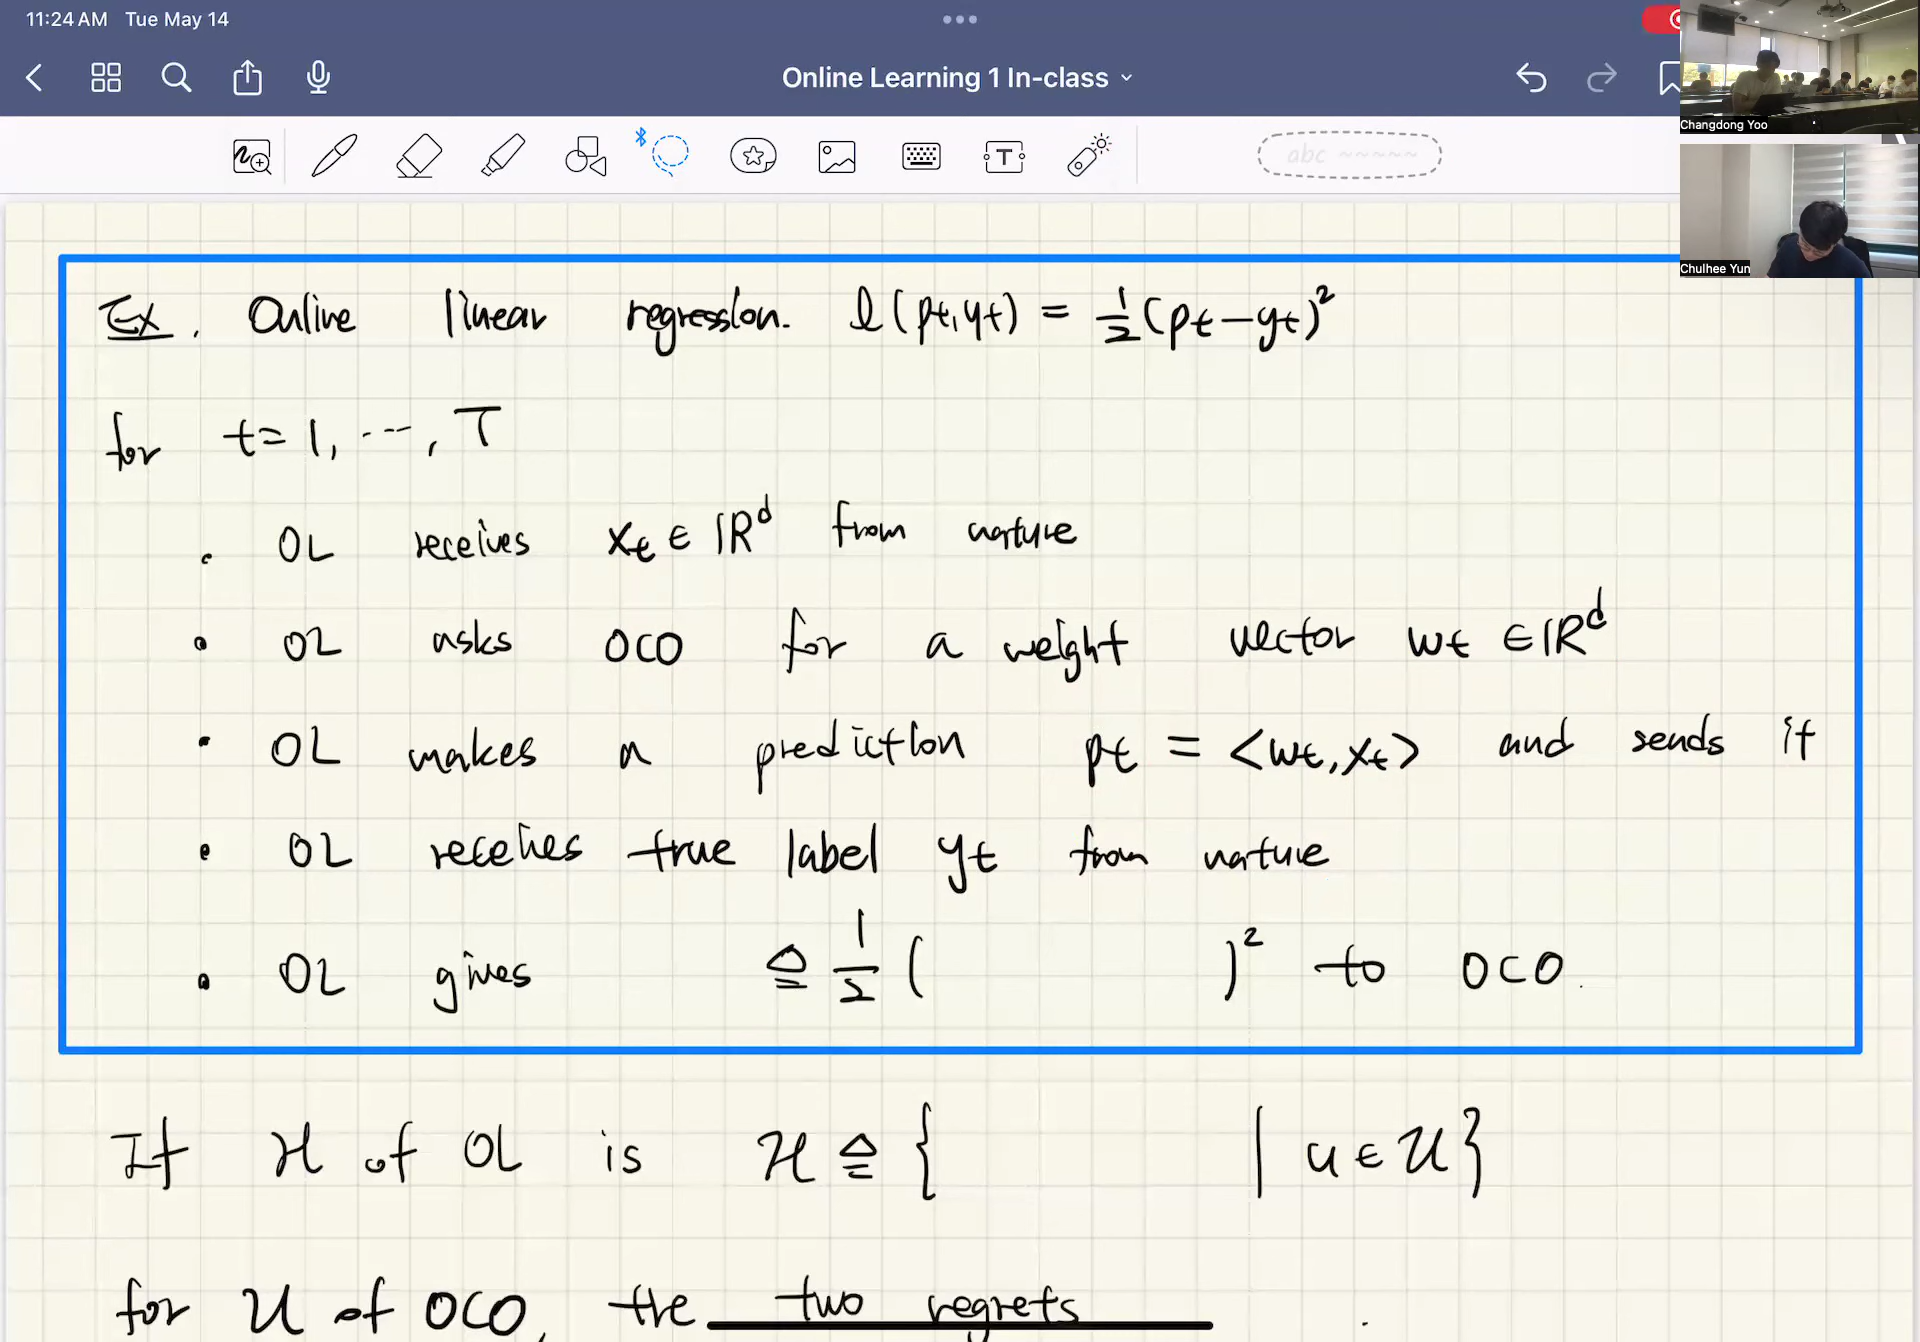 11:24 AM Tue May 14
Online Learning 1 In-class
abc
Changdong Yoo
Chulhee Yun
Ex. Online linear regression. l(pt, yt) = 1/2 (pt - yt)²
for t = 1, ..., T
• OL receives xt ∈ ℝᵈ from nature
• OL asks OCO for a weight vector wt ∈ ℝᵈ
• OL makes a prediction pt = <wt, xt> and sends it
• OL receives true label yt from nature
• OL gives ≜ 1/2 ( )² to OCO.
If ℋ of OL is ℋ ≜ { | u ∈ 𝒰}
for 𝒰 of OCO, the two regrets .